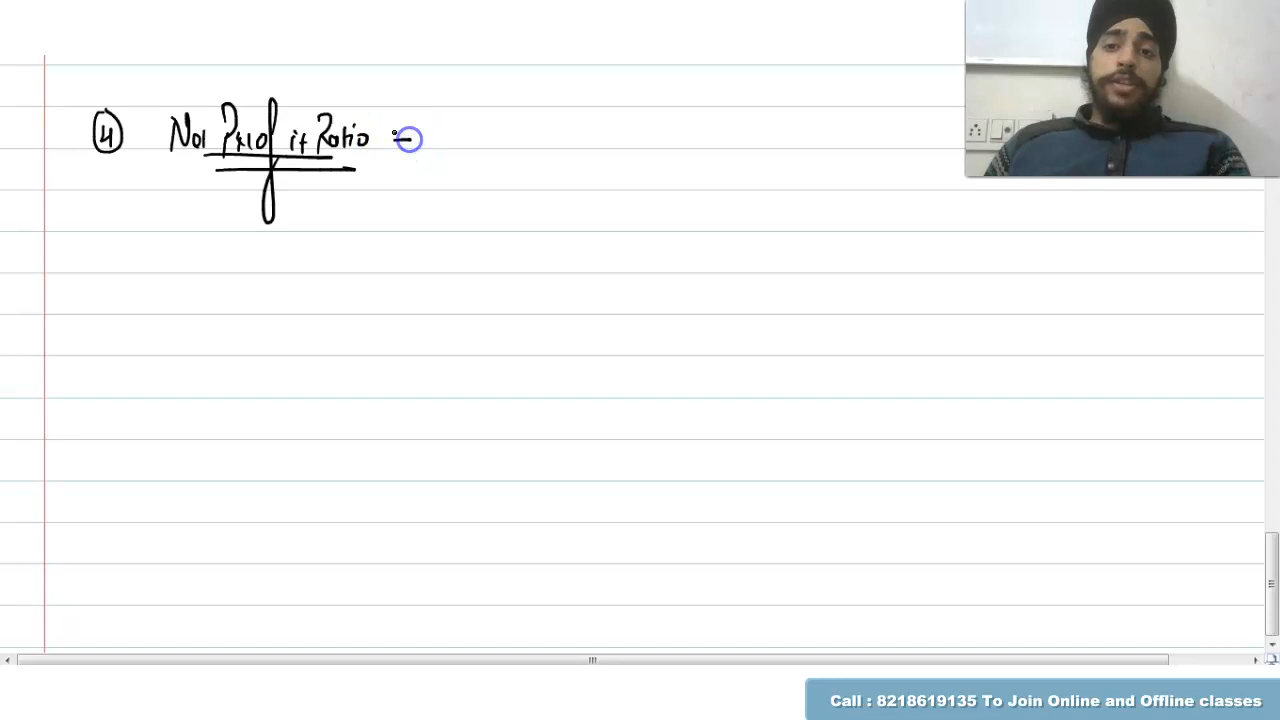 4 Net Profit Ratio -
Call : 8218619135 To Join Online and Offline classes